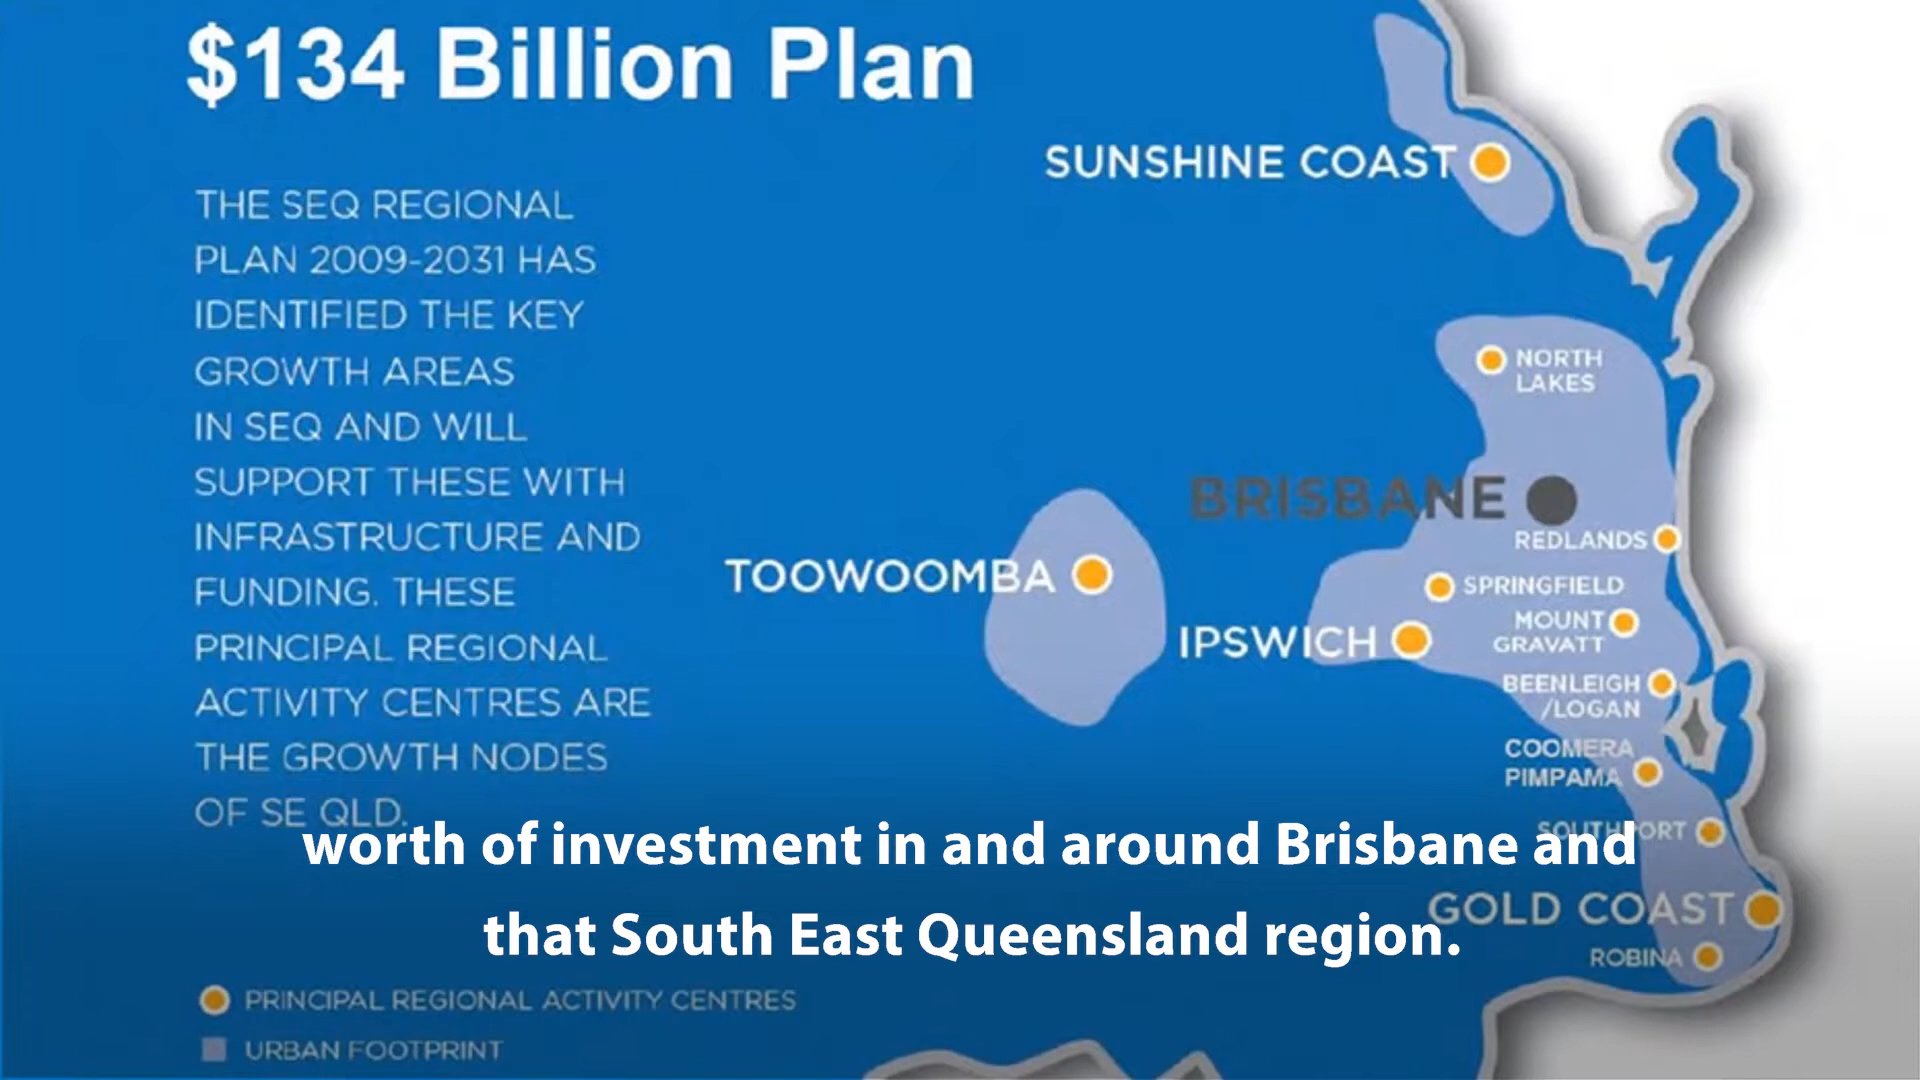 $134 Billion Plan
THE SEQ REGIONAL
PLAN 2009-2031 HAS
IDENTIFIED THE KEY
GROWTH AREAS
IN SEQ AND WILL
SUPPORT THESE WITH
INFRASTRUCTURE AND
FUNDING. THESE
PRINCIPAL REGIONAL
ACTIVITY CENTRES ARE
THE GROWTH NODES
OF SE QLD.
SUNSHINE COAST
NORTH
LAKES
BRISBANE
REDLANDS
TOOWOOMBA
SPRINGFIELD
IPSWICH
MOUNT
GRAVATT
BEENLEIGH
/LOGAN
COOMERA
PIMPAMA
SOUTHPORT
GOLD COAST
ROBINA
worth of investment in and around Brisbane and
that South East Queensland region.
PRINCIPAL REGIONAL ACTIVITY CENTRES
URBAN FOOTPRINT